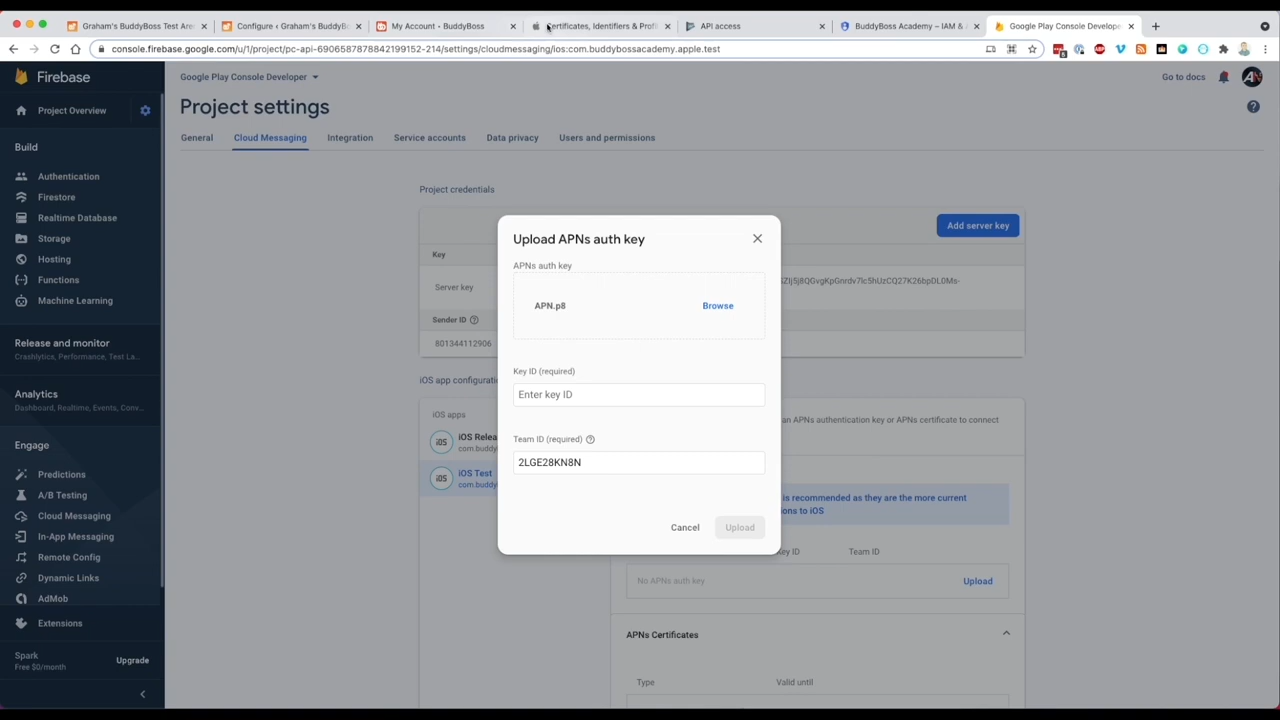 Graham's BuddyBoss Test Are
Configure ‹ Graham's BuddyB
My Account - BuddyBoss
Certificates, Identifiers & Profi
API access
BuddyBoss Academy – IAM & A
Google Play Console Develope
console.firebase.google.com/u/1/project/pc-api-6906587878842199152-214/settings/cloudmessaging/ios:com.buddybossacademy.apple.test
Firebase
Google Play Console Developer
Go to docs
Project Overview
Project settings
General
Cloud Messaging
Integration
Service accounts
Data privacy
Users and permissions
Build
Authentication
Firestore
Realtime Database
Storage
Hosting
Functions
Machine Learning
Release and monitor
Crashlytics, Performance, Test La...
Analytics
Dashboard, Realtime, Events, Conv...
Engage
Predictions
A/B Testing
Cloud Messaging
In-App Messaging
Remote Config
Dynamic Links
AdMob
Extensions
Spark
Free $0/month
Upgrade
Project credentials
Add server key
Key
Server key
Sender ID
801344112906
iOS app configuratio
iOS apps
iOS Relea
com.buddy
iOS Test
com.buddy
an APNs authentication key or APNs certificate to connect
is recommended as they are the more current
ions to iOS
Key ID
Team ID
No APNs auth key
Upload
APNs Certificates
Type
Valid until
Upload APNs auth key
APNs auth key
APN.p8
Browse
Key ID (required)
Enter key ID
Team ID (required)
2LGE28KN8N
Cancel
Upload